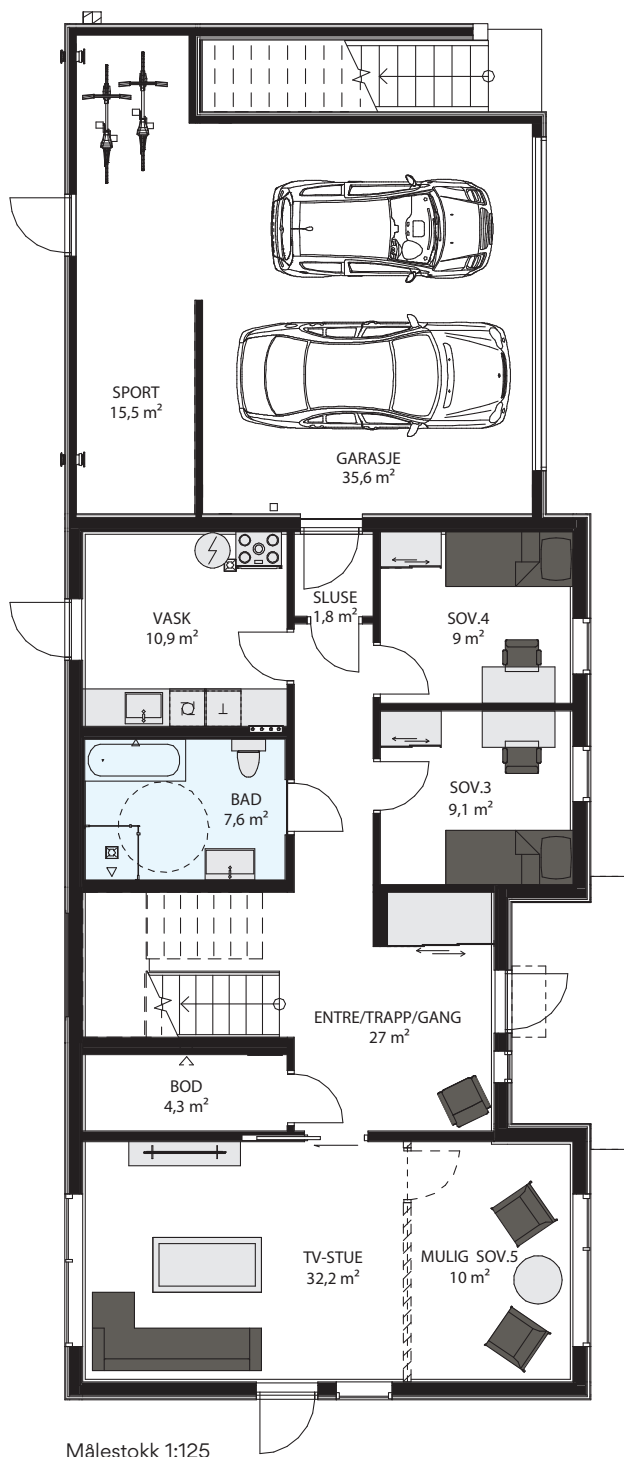 SPORT
15,5 m²
GARASJE
35,6 m²
VASK
10,9 m²
SLUSE
1,8 m²
SOV.4
9 m²
BAD
7,6 m²
SOV.3
9,1 m²
ENTRE/TRAPP/GANG
27 m²
BOD
4,3 m²
TV-STUE
32,2 m²
MULIG SOV.5
10 m²
Målestokk 1:125